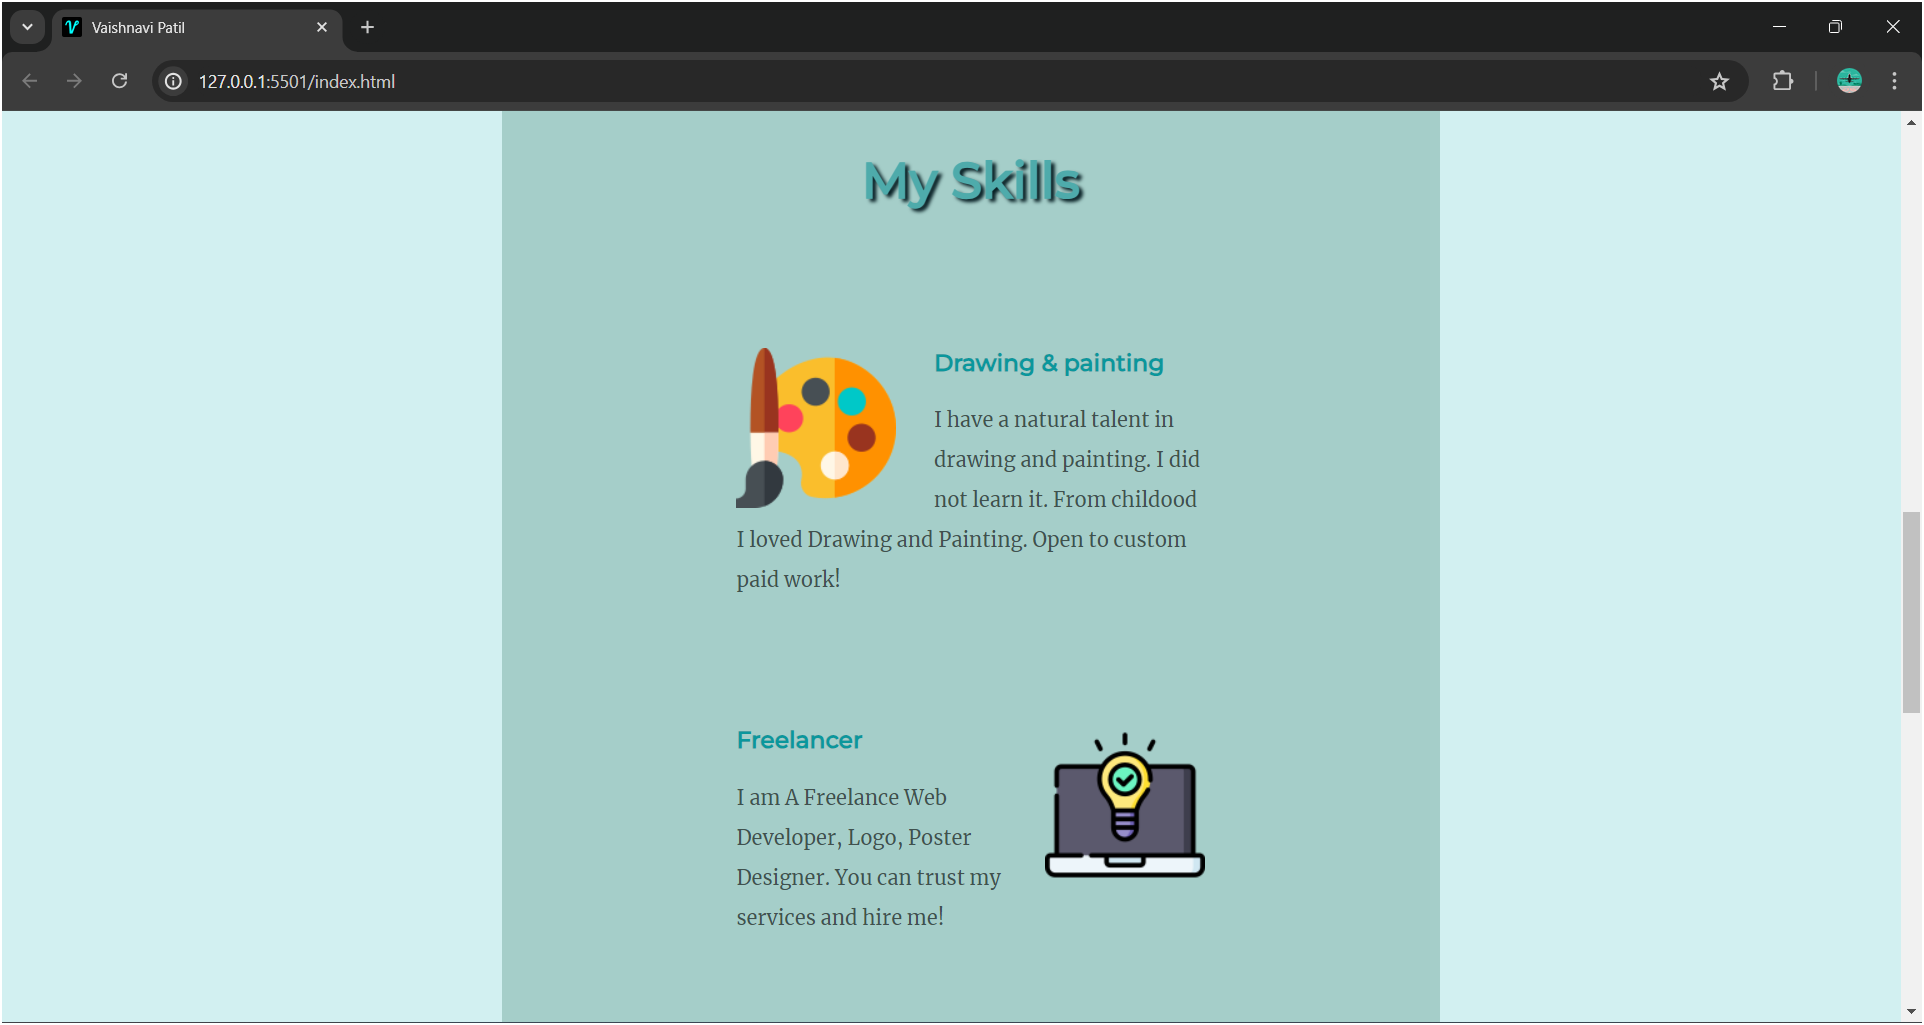 Vaishnavi Patil
127.0.0.1:5501/index.html
My Skills
Drawing & painting
I have a natural talent in
drawing and painting. I did
not learn it. From childood
I loved Drawing and Painting. Open to custom
paid work!
Freelancer
I am A Freelance Web
Developer, Logo, Poster
Designer. You can trust my
services and hire me!